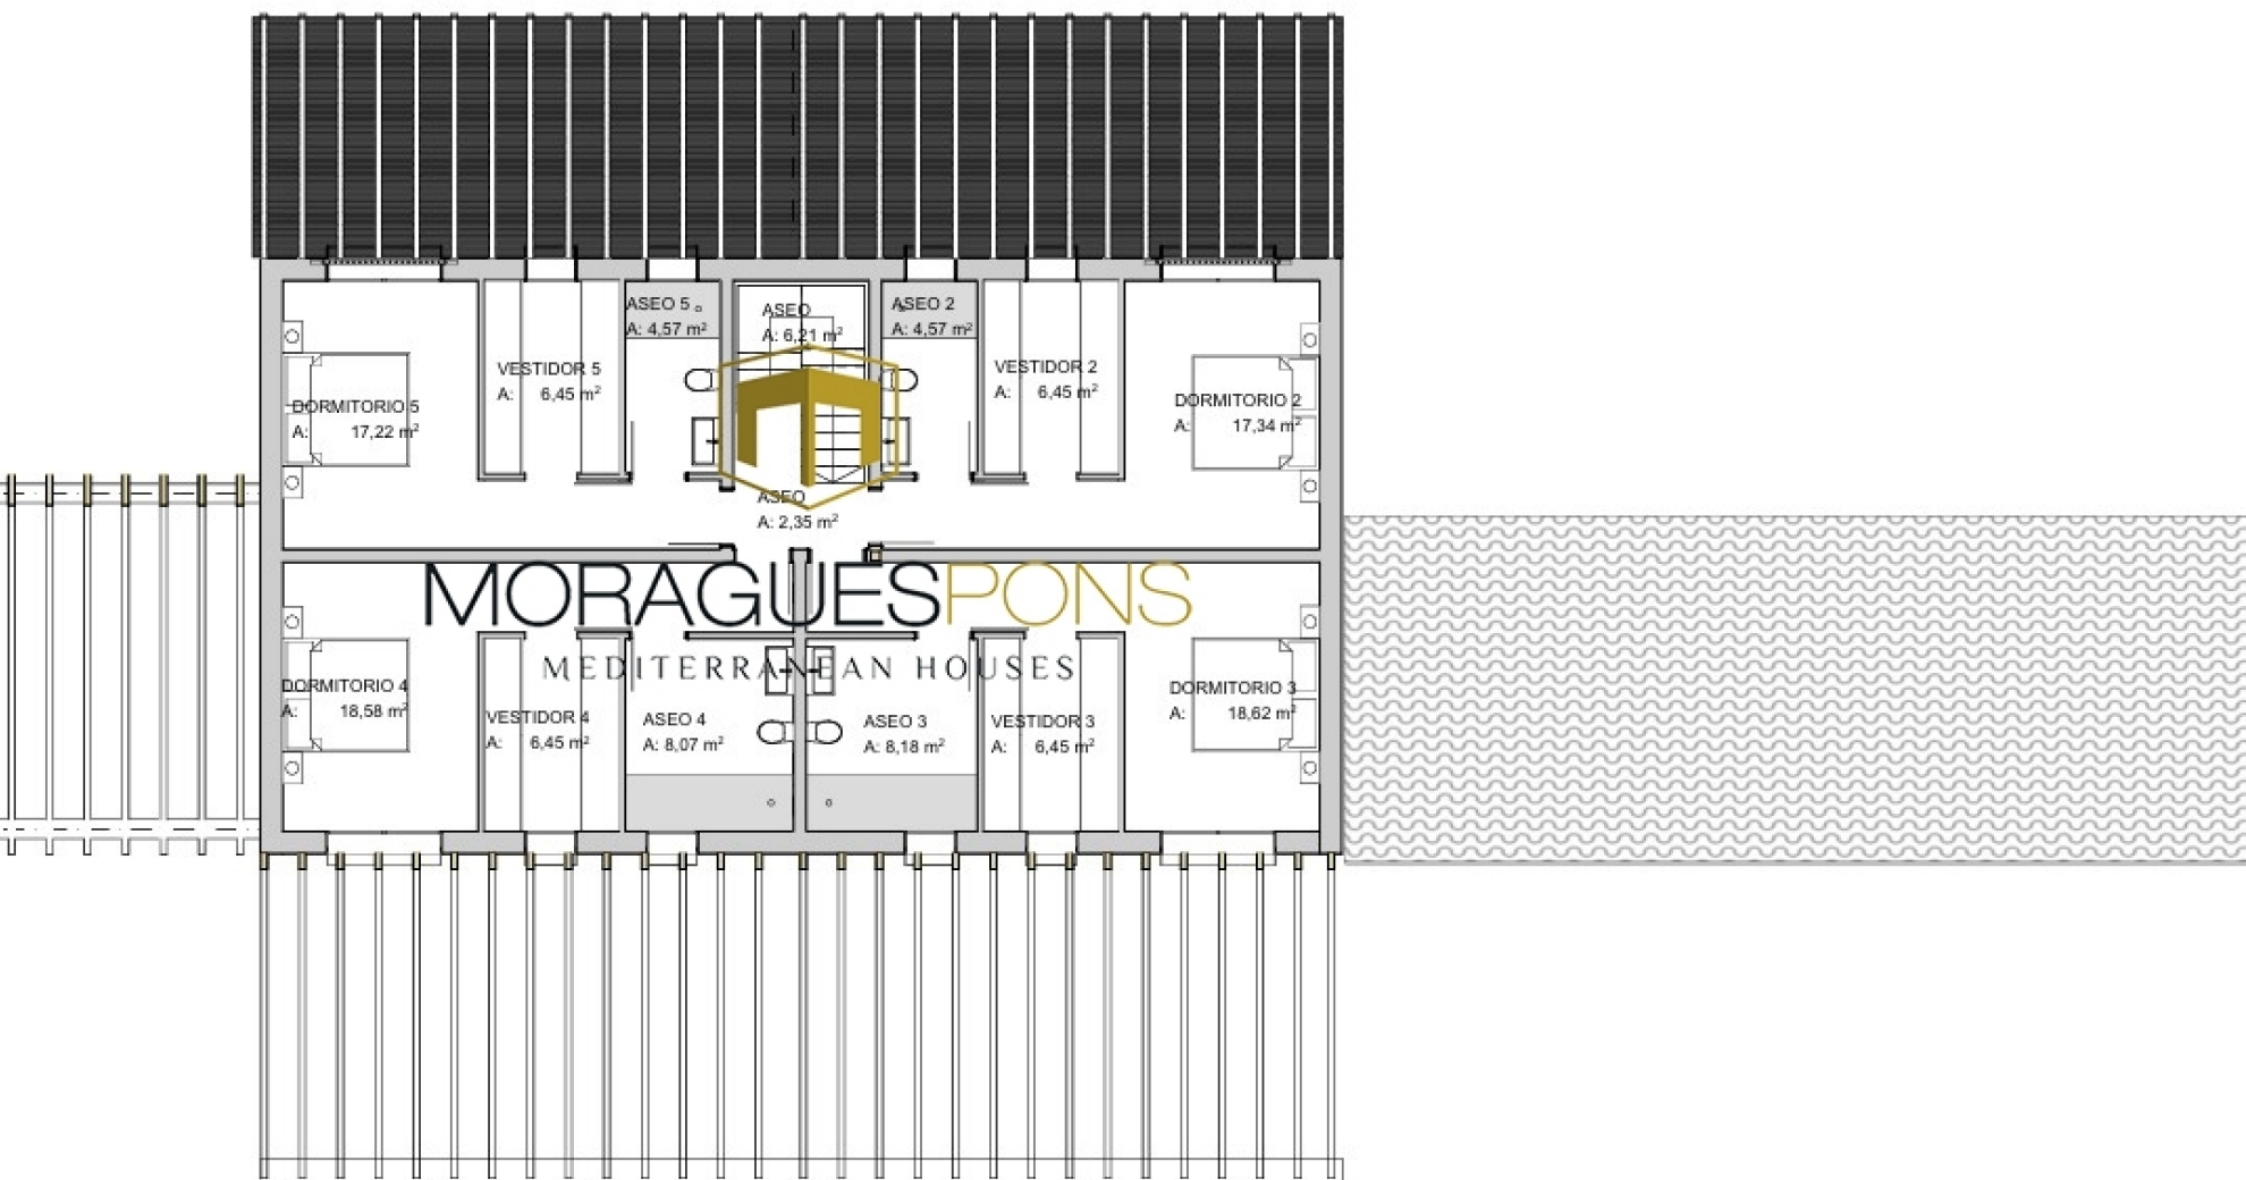 ASEO 5
A: 4,57 m²
ASEO
A: 6,21 m²
ASEO 2
A: 4,57 m²
VESTIDOR 5
A: 6,45 m²
VESTIDOR 2
A: 6,45 m²
DORMITORIO 5
A: 17,22 m²
DORMITORIO 2
A: 17,34 m²
ASEO
A: 2,35 m²
MORAGUESPONS
MEDITERRANEAN HOUSES
DORMITORIO 4
A: 18,58 m²
VESTIDOR 4
A: 6,45 m²
ASEO 4
A: 8,07 m²
ASEO 3
A: 8,18 m²
VESTIDOR 3
A: 6,45 m²
DORMITORIO 3
A: 18,62 m²